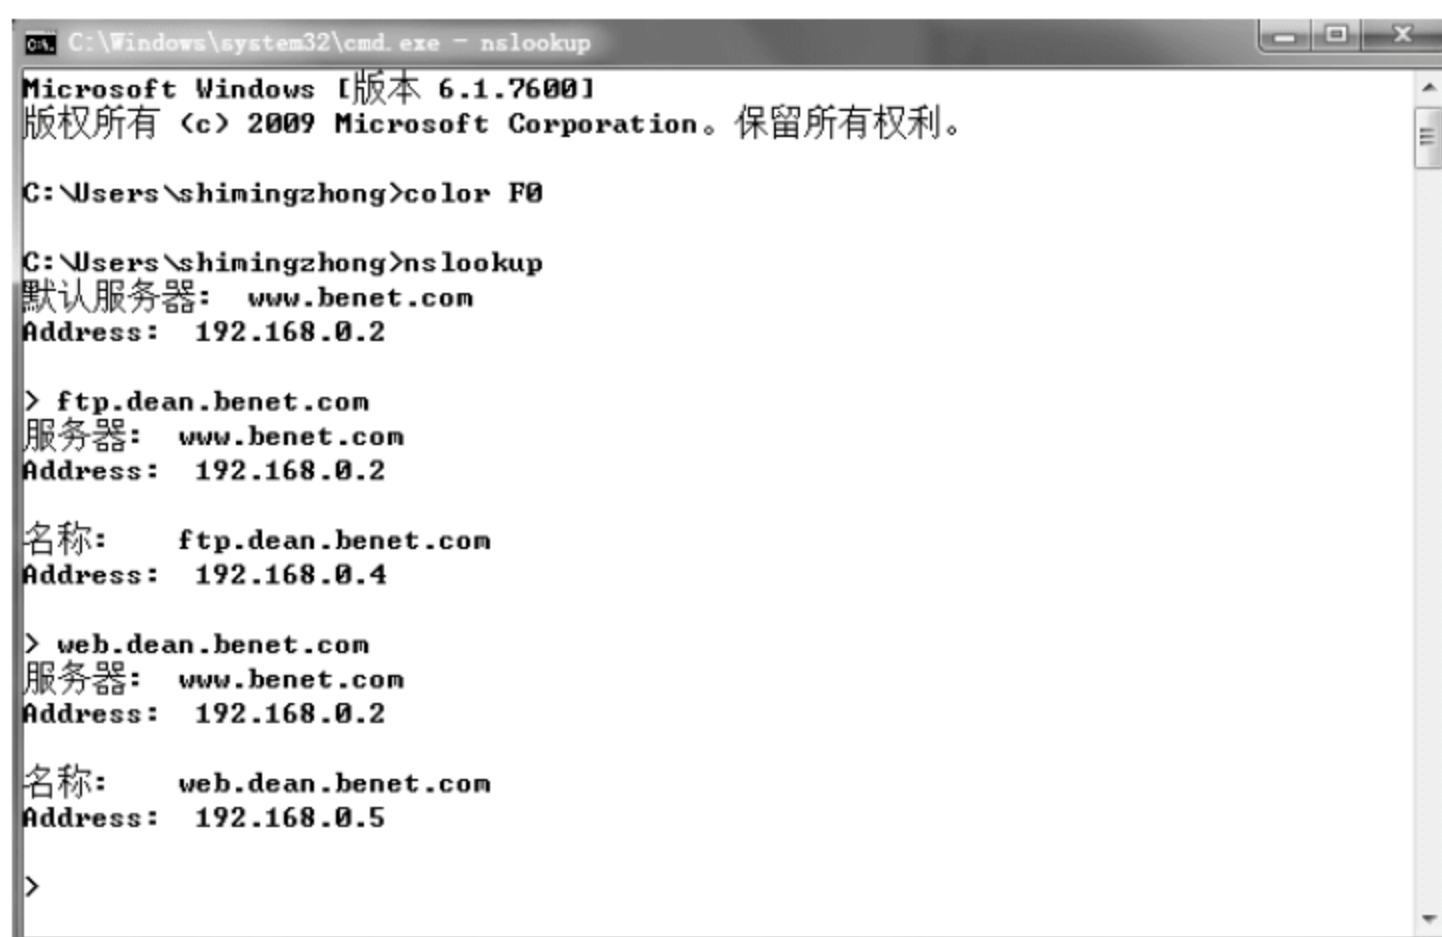 C:\Windows\system32\cmd.exe - nslookup
Microsoft Windows [版本 6.1.7600]
版权所有 (c) 2009 Microsoft Corporation。保留所有权利。
C:\Users\shimingzhong>color F0
C:\Users\shimingzhong>nslookup
默认服务器:  www.benet.com
Address:  192.168.0.2
> ftp.dean.benet.com
服务器:  www.benet.com
Address:  192.168.0.2
名称:    ftp.dean.benet.com
Address:  192.168.0.4
> web.dean.benet.com
服务器:  www.benet.com
Address:  192.168.0.2
名称:    web.dean.benet.com
Address:  192.168.0.5
>